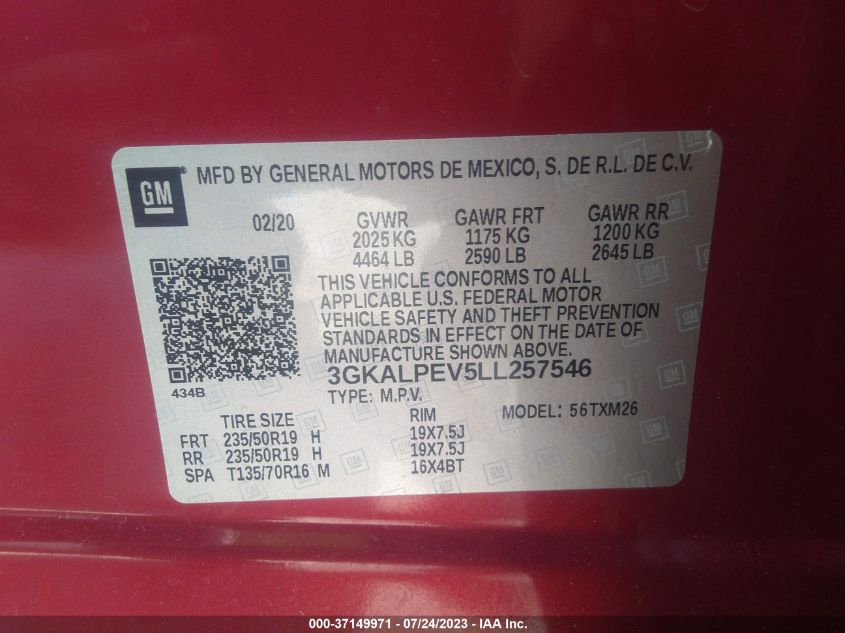 GM ® MFD BY GENERAL MOTORS DE MEXICO, S. DE R.L. DE C.V.
02/20 GVWR GAWR FRT GAWR RR
2025 KG 1175 KG 1200 KG
4464 LB 2590 LB 2645 LB
THIS VEHICLE CONFORMS TO ALL
APPLICABLE U.S. FEDERAL MOTOR
VEHICLE SAFETY AND THEFT PREVENTION
STANDARDS IN EFFECT ON THE DATE OF
MANUFACTURE SHOWN ABOVE.
434B
3GKALPEV5LL257546
TYPE: M.P.V. MODEL: 56TXM26
TIRE SIZE RIM
FRT 235/50R19 H 19X7.5J
RR 235/50R19 H 19X7.5J
SPA T135/70R16 M 16X4BT
000-37149971 - 07/24/2023 - IAA Inc.